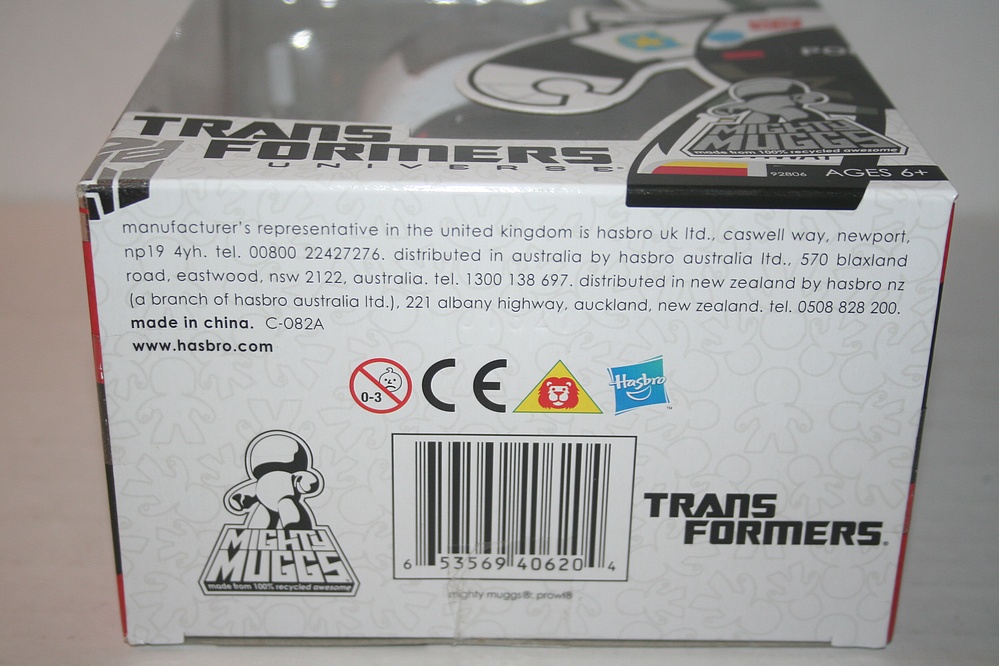 PO
TRANS
FORMERS
UNIVERSE
MIGHTY
MUGGS
made from 100% recycled awesome
92806 AGES 6+
manufacturer's representative in the united kingdom is hasbro uk ltd., caswell way, newport,
np19 4yh. tel. 00800 22427276. distributed in australia by hasbro australia ltd., 570 blaxland
road, eastwood, nsw 2122, australia. tel. 1300 138 697. distributed in new zealand by hasbro nz
(a branch of hasbro australia ltd.), 221 albany highway, auckland, new zealand. tel. 0508 828 200.
made in china. C-082A
www.hasbro.com
0-3 CE Hasbro TM
MIGHTY
MUGGS
made from 100% recycled awesome
6 53569 40620 4
mighty muggs®: prowl®
TRANS
FORMERS®